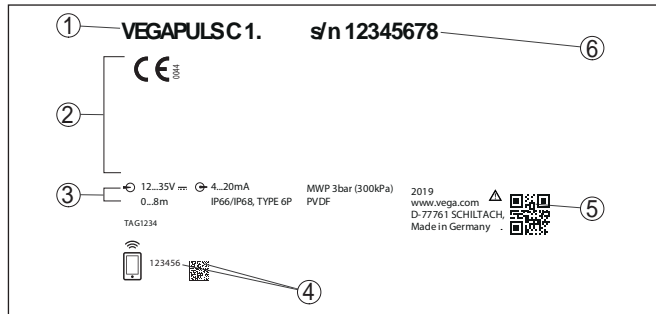 1 VEGAPULS C 1. s/n 12345678 6
CE 0044
2
3 12...35V 4...20mA MWP 3bar (300kPa) 2019
0...8m IP66/IP68, TYPE 6P PVDF www.vega.com
D-77761 SCHILTACH,
Made in Germany .
5
TAG1234
123456
4